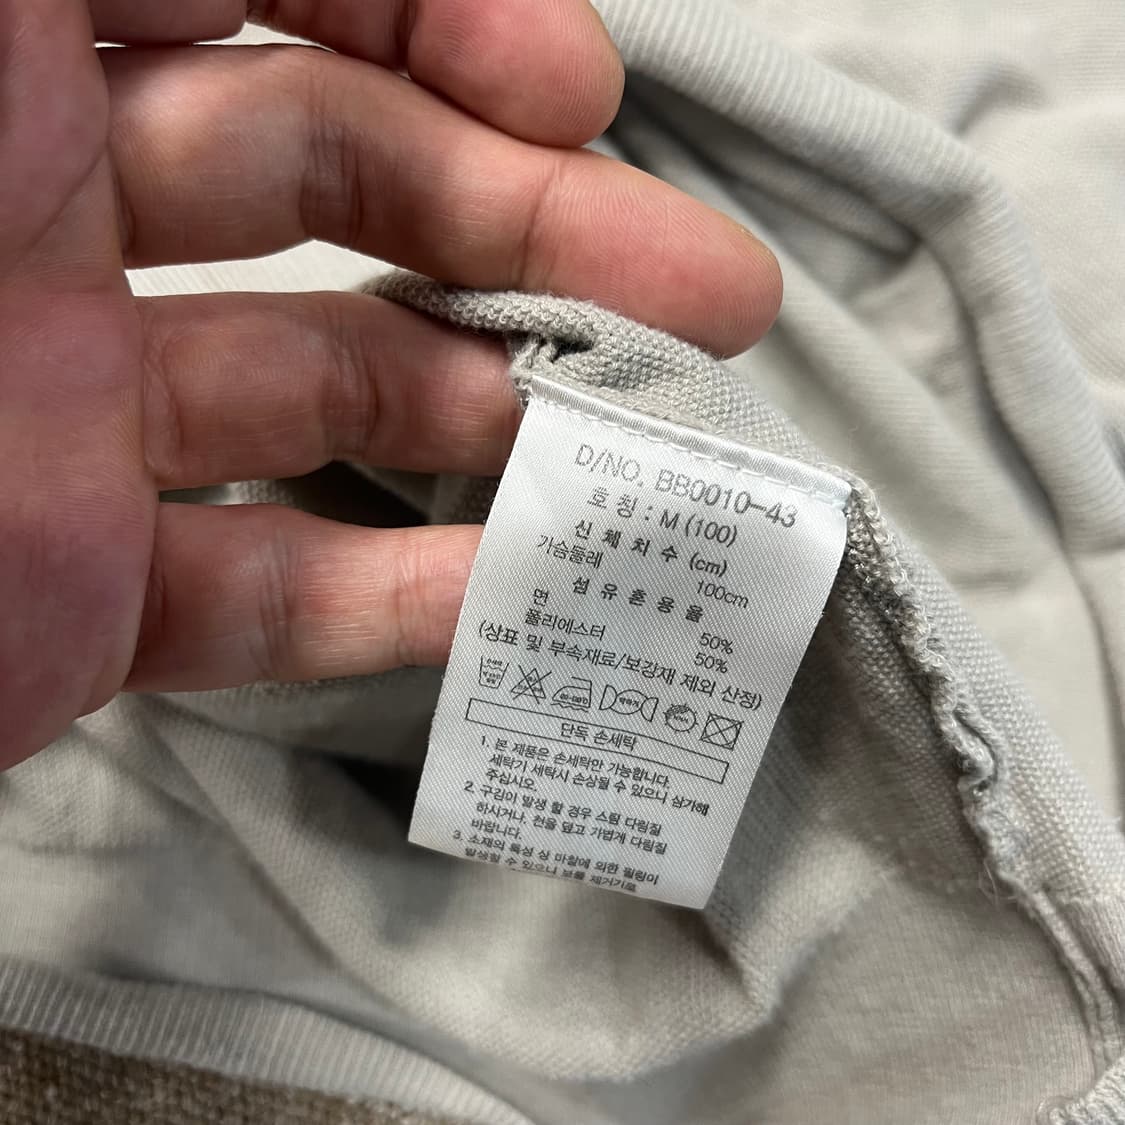 D/NO. BB0010-43
호 칭 : M (100)
신 체 치 수 (cm)
가슴둘레 100cm
섬 유 혼 용 율
면 50%
폴리에스터 50%
(상표 및 부속재료/보강재 제외 산정)
단독 손세탁
1. 본 제품은 손세탁만 가능합니다.
세탁기 세탁시 손상될 수 있으니 삼가해
주십시오.
2. 구김이 발생 할 경우 스팀 다림질
하시거나, 천을 덮고 가볍게 다림질
바랍니다.
3. 소재의 특성 상 마찰에 의한 필링이
발생할 수 있으니 보풀 제거기로